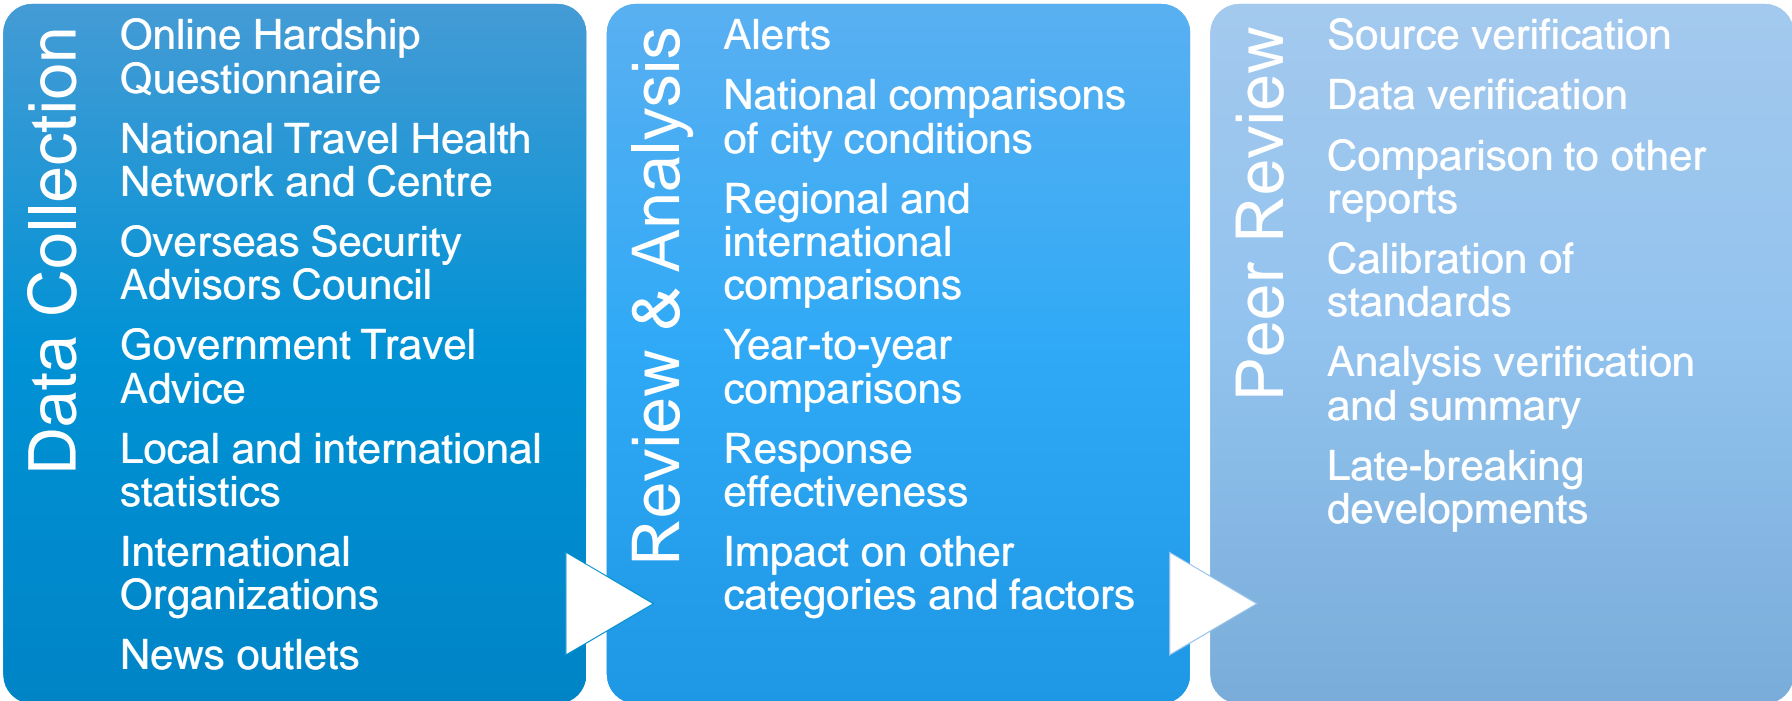 Data Collection
Online Hardship
Questionnaire
National Travel Health
Network and Centre
Overseas Security
Advisors Council
Government Travel
Advice
Local and international
statistics
International
Organizations
News outlets
Review & Analysis
Alerts
National comparisons
of city conditions
Regional and
international
comparisons
Year-to-year
comparisons
Response
effectiveness
Impact on other
categories and factors
Peer Review
Source verification
Data verification
Comparison to other
reports
Calibration of
standards
Analysis verification
and summary
Late-breaking
developments